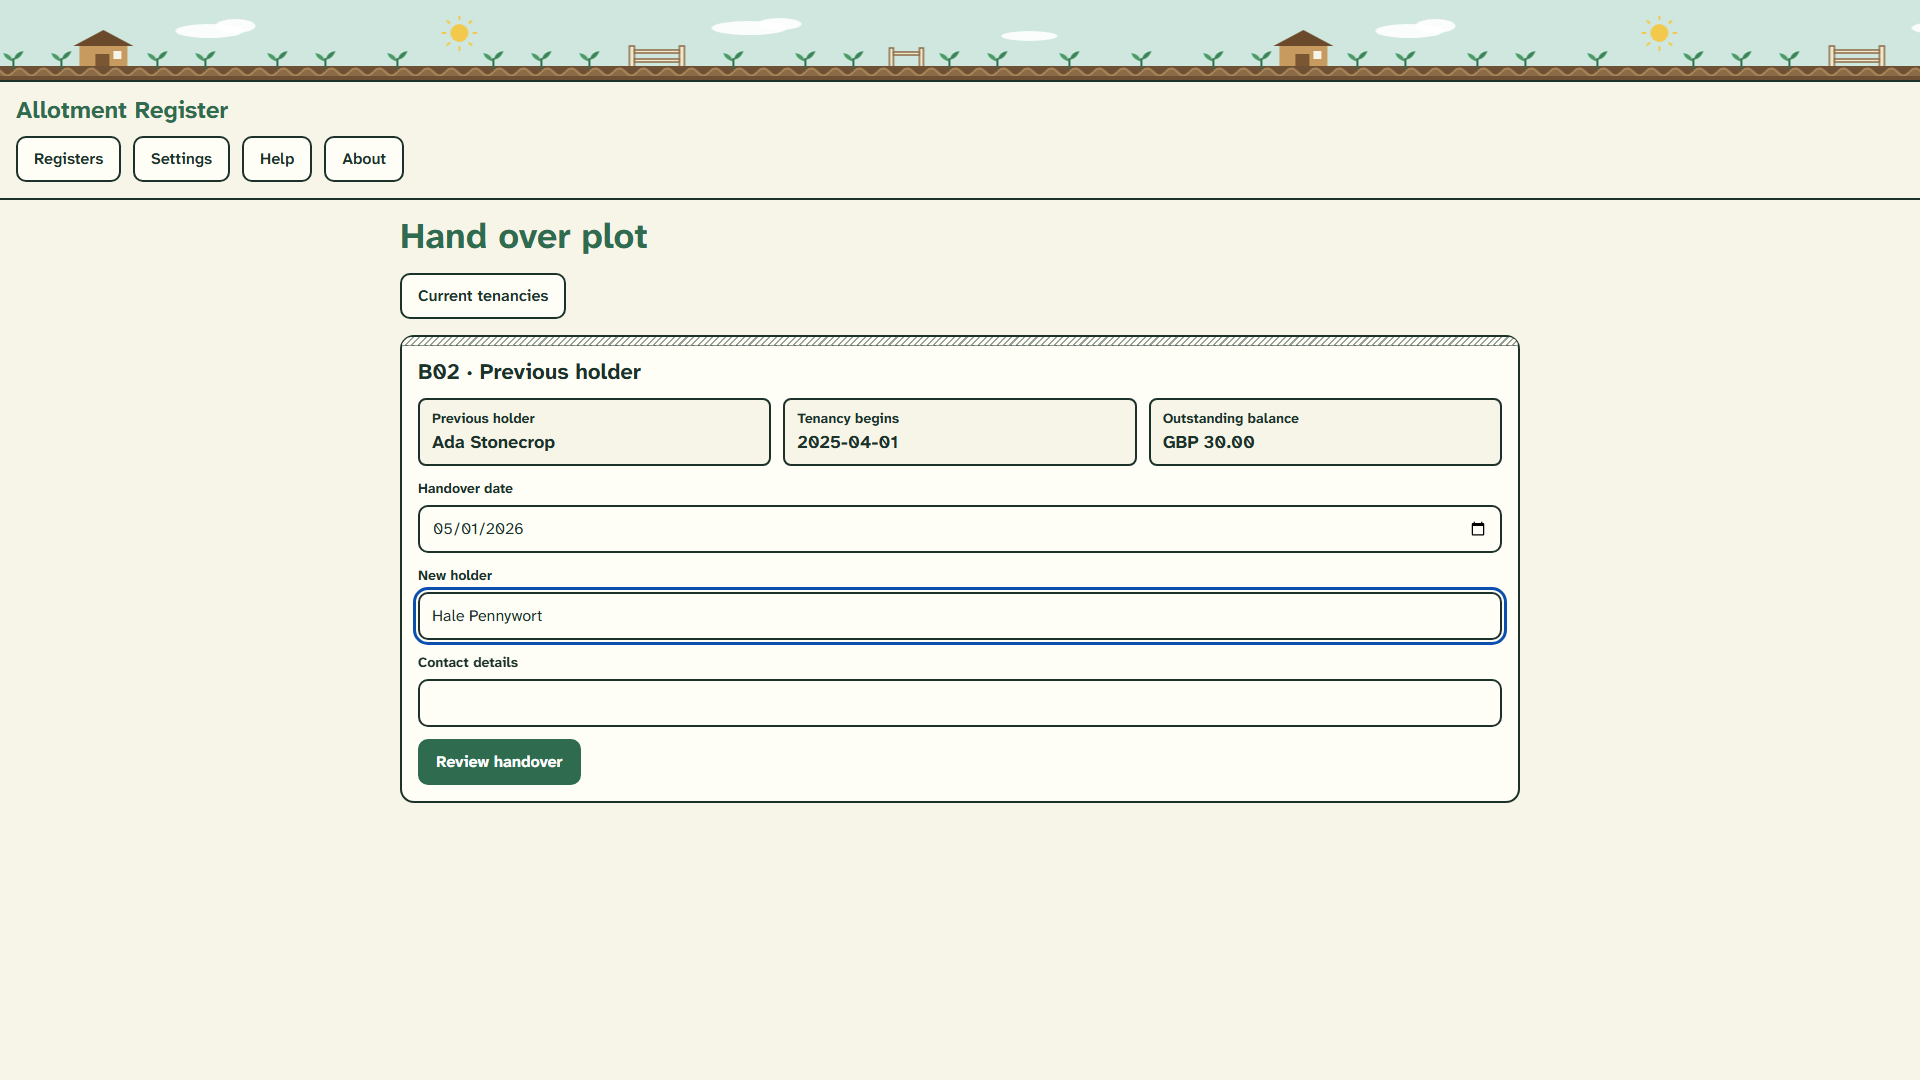 Allotment Register
Registers Settings Help About
Hand over plot
Current tenancies
B02 · Previous holder
Previous holder Tenancy begins Outstanding balance
Ada Stonecrop 2025-04-01 GBP 30.00
Handover date
05/01/2026
New holder
Hale Pennywort
Contact details
Review handover